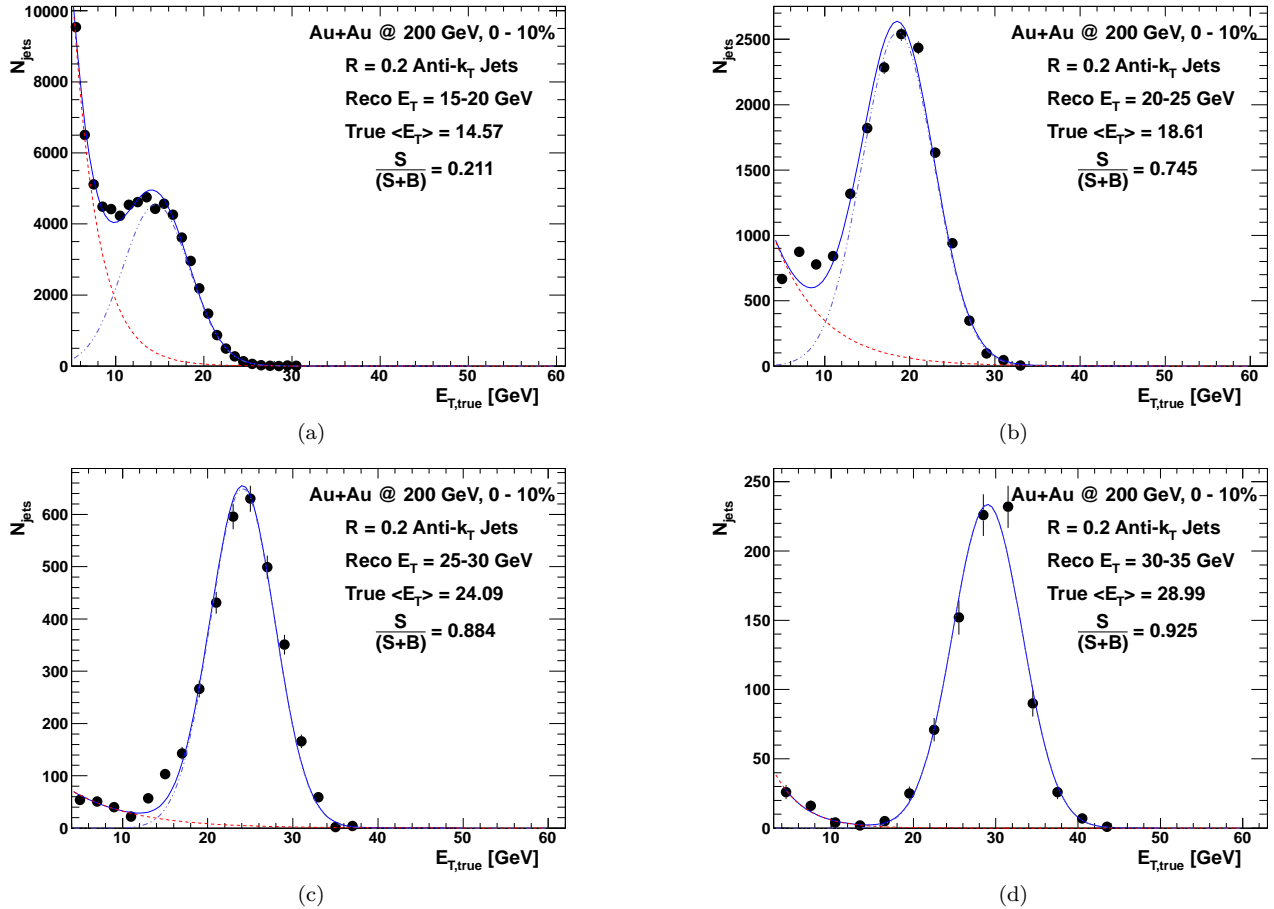 10000
8000
6000
4000
2000
0
N_jets
Au+Au @ 200 GeV, 0 - 10%
R = 0.2 Anti-k_T Jets
Reco E_T = 15-20 GeV
True <E_T> = 14.57
S/(S+B) = 0.211
10 20 30 40 50 60
E_T,true [GeV]
(a)
2500
2000
1500
1000
500
0
N_jets
Au+Au @ 200 GeV, 0 - 10%
R = 0.2 Anti-k_T Jets
Reco E_T = 20-25 GeV
True <E_T> = 18.61
S/(S+B) = 0.745
10 20 30 40 50 60
E_T,true [GeV]
(b)
600
500
400
300
200
100
0
N_jets
Au+Au @ 200 GeV, 0 - 10%
R = 0.2 Anti-k_T Jets
Reco E_T = 25-30 GeV
True <E_T> = 24.09
S/(S+B) = 0.884
10 20 30 40 50 60
E_T,true [GeV]
(c)
250
200
150
100
50
0
N_jets
Au+Au @ 200 GeV, 0 - 10%
R = 0.2 Anti-k_T Jets
Reco E_T = 30-35 GeV
True <E_T> = 28.99
S/(S+B) = 0.925
10 20 30 40 50 60
E_T,true [GeV]
(d)